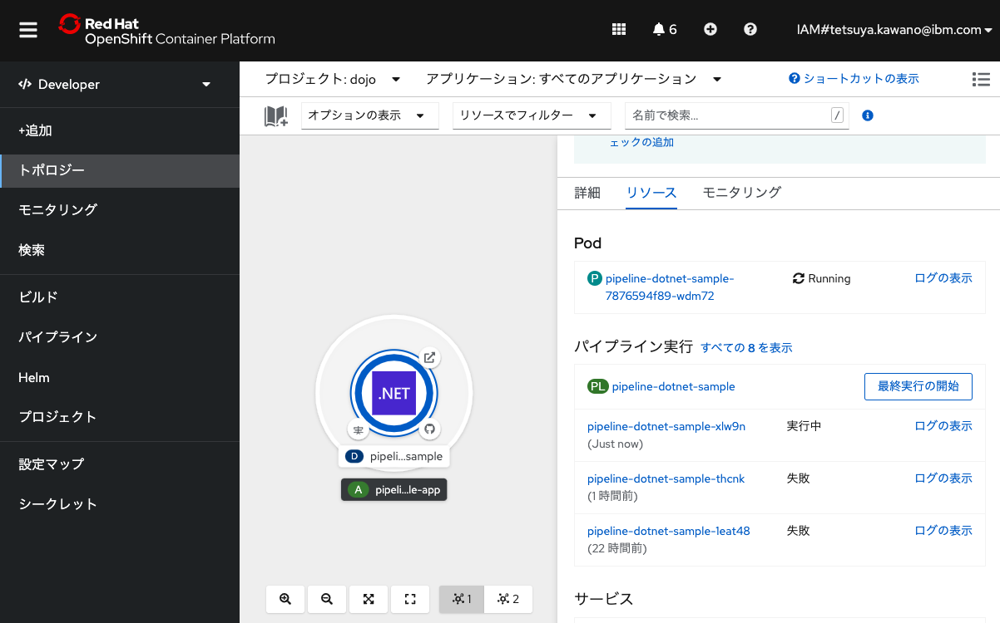 Red Hat
OpenShift Container Platform
6
IAM#tetsuya.kawano@ibm.com
Developer
+追加
トポロジー
モニタリング
検索
ビルド
パイプライン
Helm
プロジェクト
設定マップ
シークレット
プロジェクト: dojo
アプリケーション: すべてのアプリケーション
ショートカットの表示
オプションの表示
リソースでフィルター
名前で検索...
/
.NET
実
D pipeli...sample
A pipeli...le-app
1
2
ェックの追加
詳細
リソース
モニタリング
Pod
P pipeline-dotnet-sample-
7876594f89-wdm72
Running
ログの表示
パイプライン実行 すべての 8 を表示
PL pipeline-dotnet-sample
最終実行の開始
pipeline-dotnet-sample-xlw9n
(Just now)
実行中
ログの表示
pipeline-dotnet-sample-thcnk
(1 時間前)
失敗
ログの表示
pipeline-dotnet-sample-1eat48
(22 時間前)
失敗
ログの表示
サービス